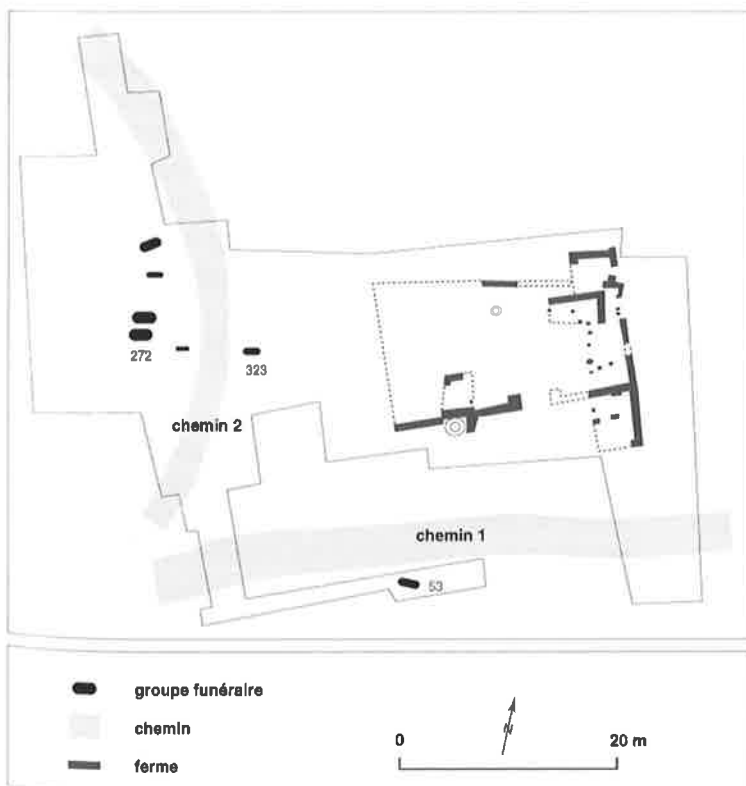 272
323
chemin 2
chemin 1
53
groupe funéraire
chemin
ferme
N
0
20 m